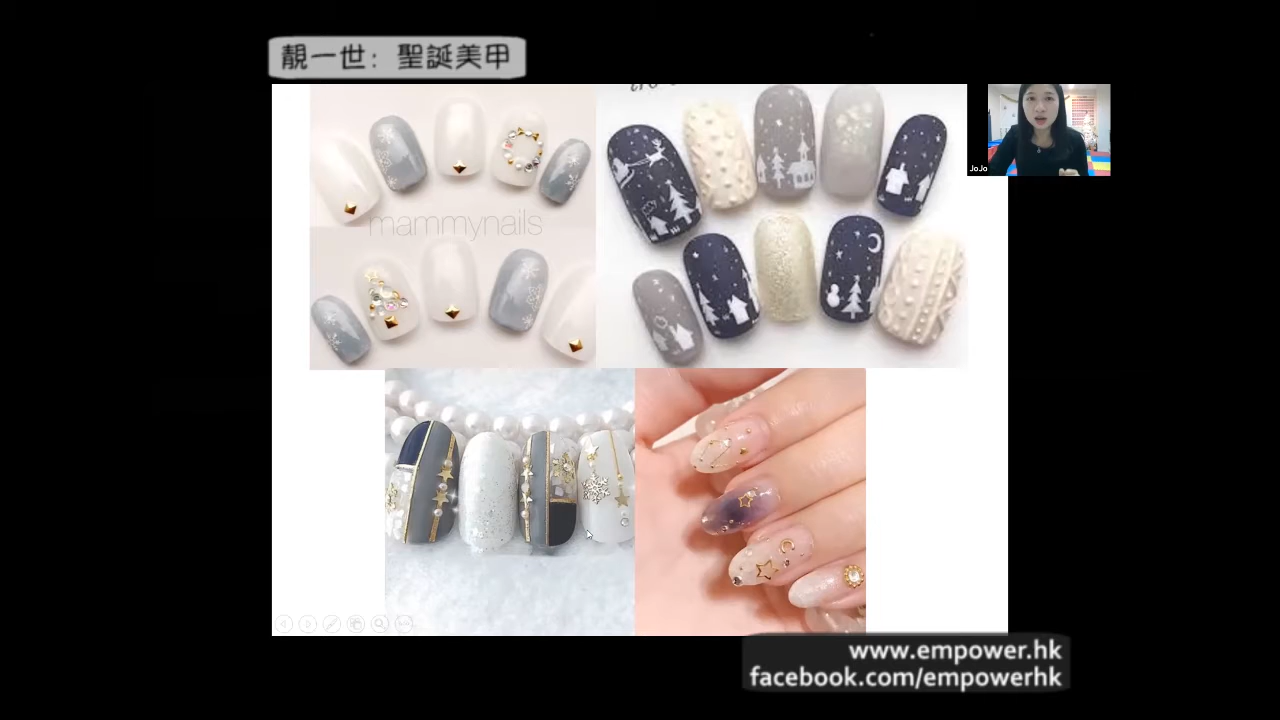 靚一世：聖誕美甲
mammynails
JoJo
www.empower.hk
facebook.com/empowerhk